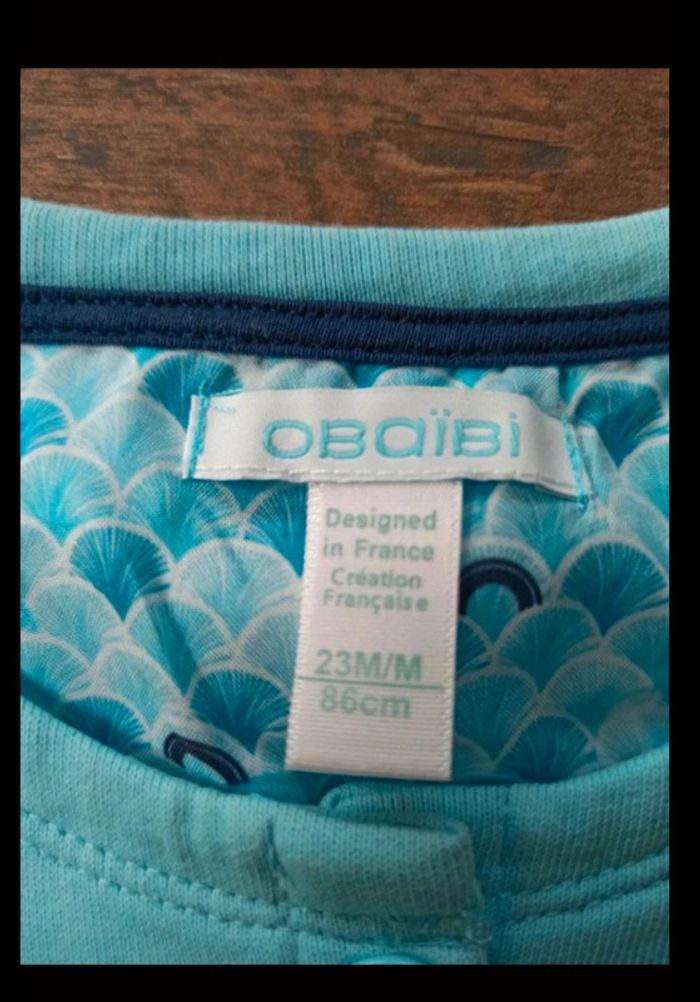 OBaïBi
Designed
in France
Création
Française
23M/M
86cm